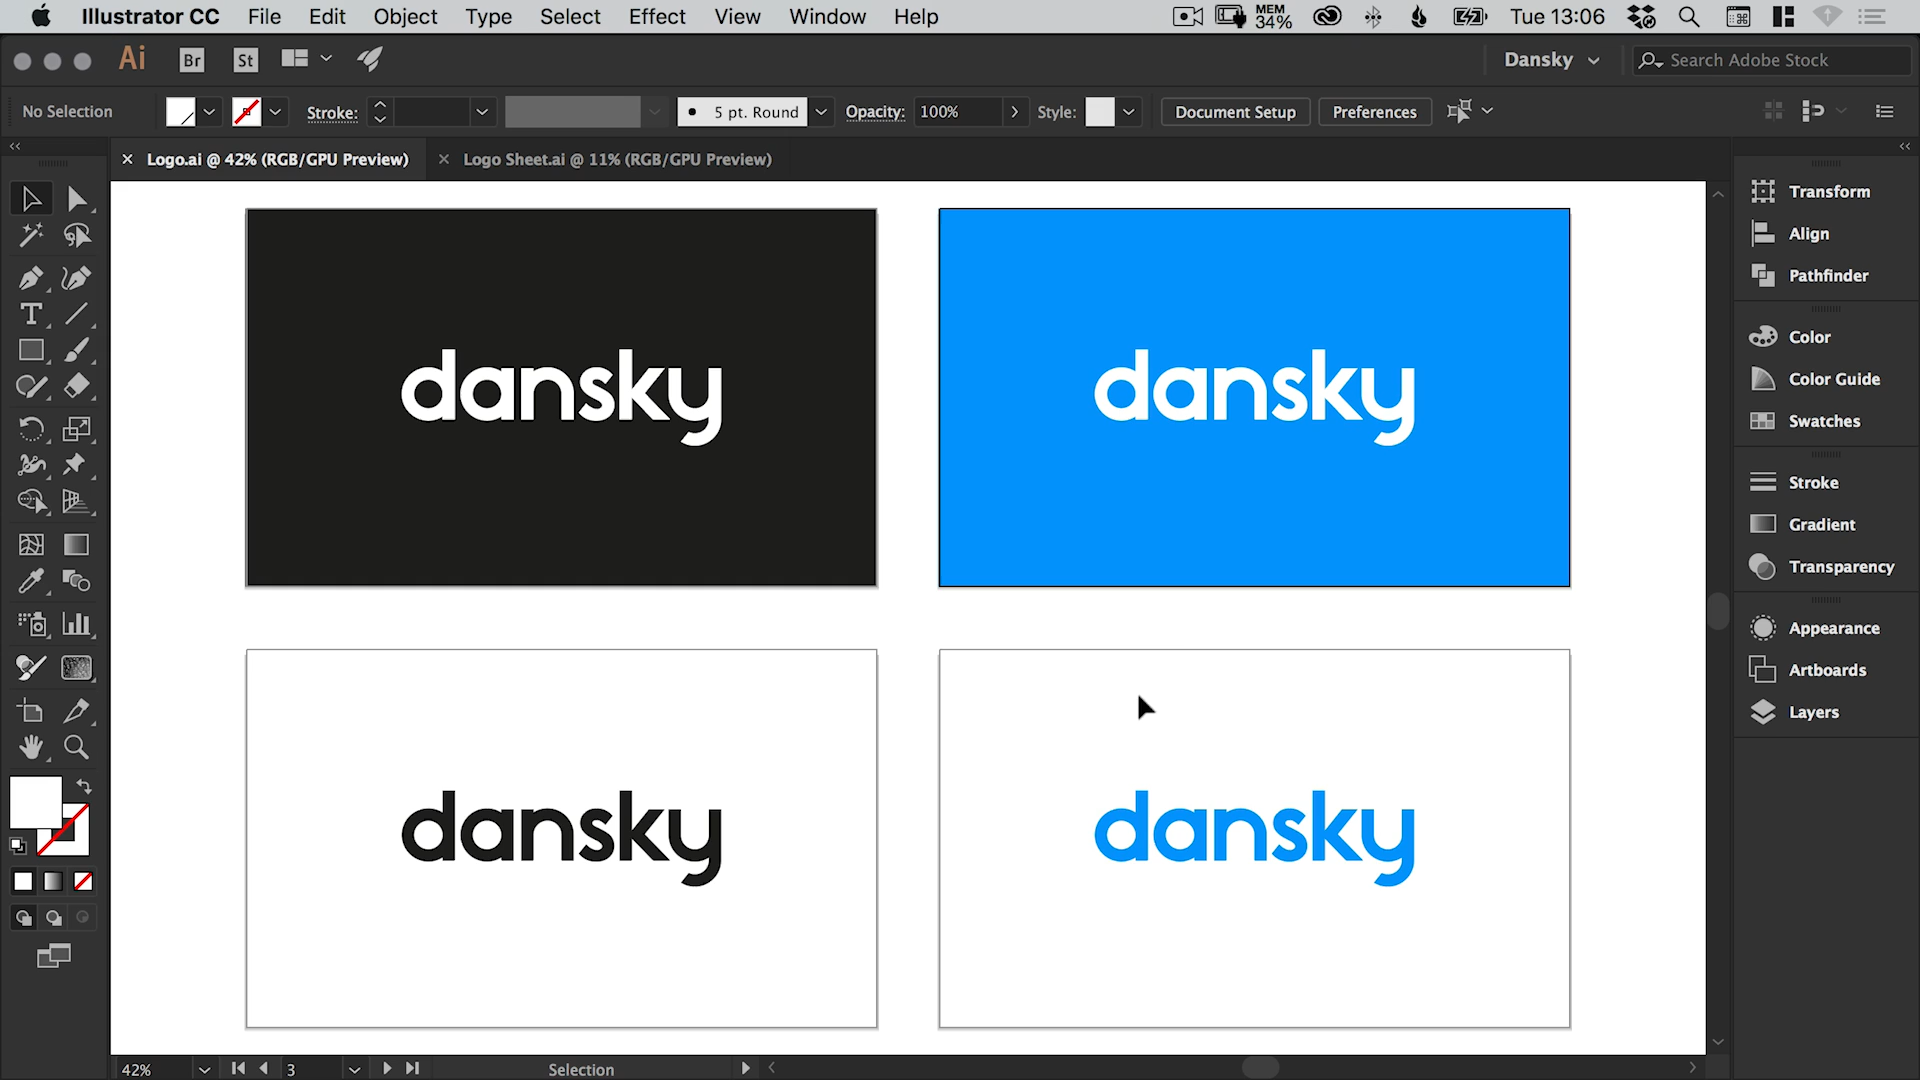 Illustrator CC File Edit Object Type Select Effect View Window Help MEM 34% Tue 13:06
Ai Br St Dansky Search Adobe Stock
No Selection Stroke: 5 pt. Round Opacity: 100% Style: Document Setup Preferences
Logo.ai @ 42% (RGB/GPU Preview) Logo Sheet.ai @ 11% (RGB/GPU Preview)
Transform
Align
Pathfinder
Color
Color Guide
Swatches
Stroke
Gradient
Transparency
Appearance
Artboards
Layers
dansky dansky
dansky dansky
42% 3 Selection